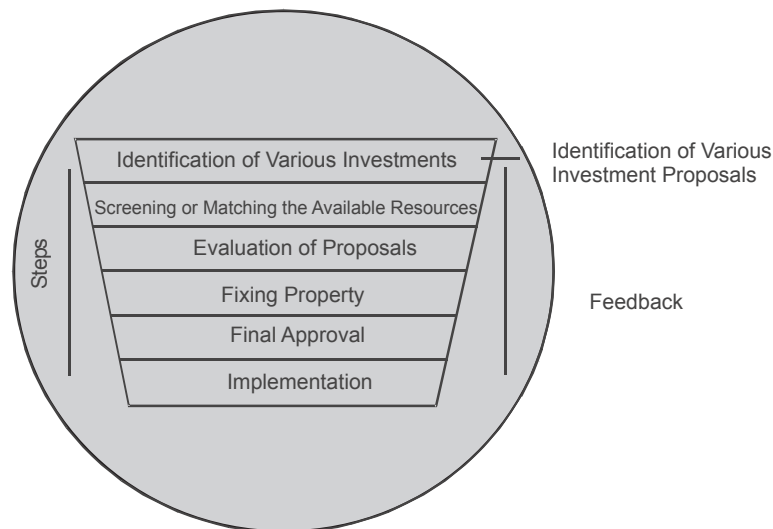 Identification of Various Investments
Identification of Various
Investment Proposals
Screening or Matching the Available Resources
Evaluation of Proposals
Steps
Fixing Property
Feedback
Final Approval
Implementation